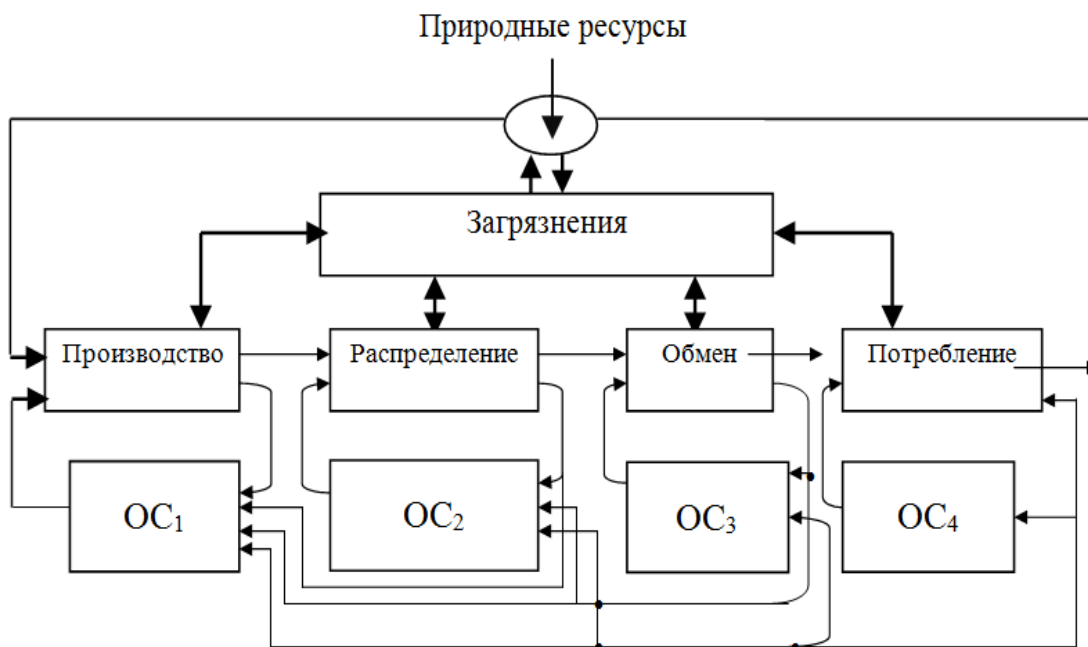 Природные ресурсы
Загрязнения
Производство
Распределение
Обмен
Потребление
ОС₁
ОС₂
ОС₃
ОС₄